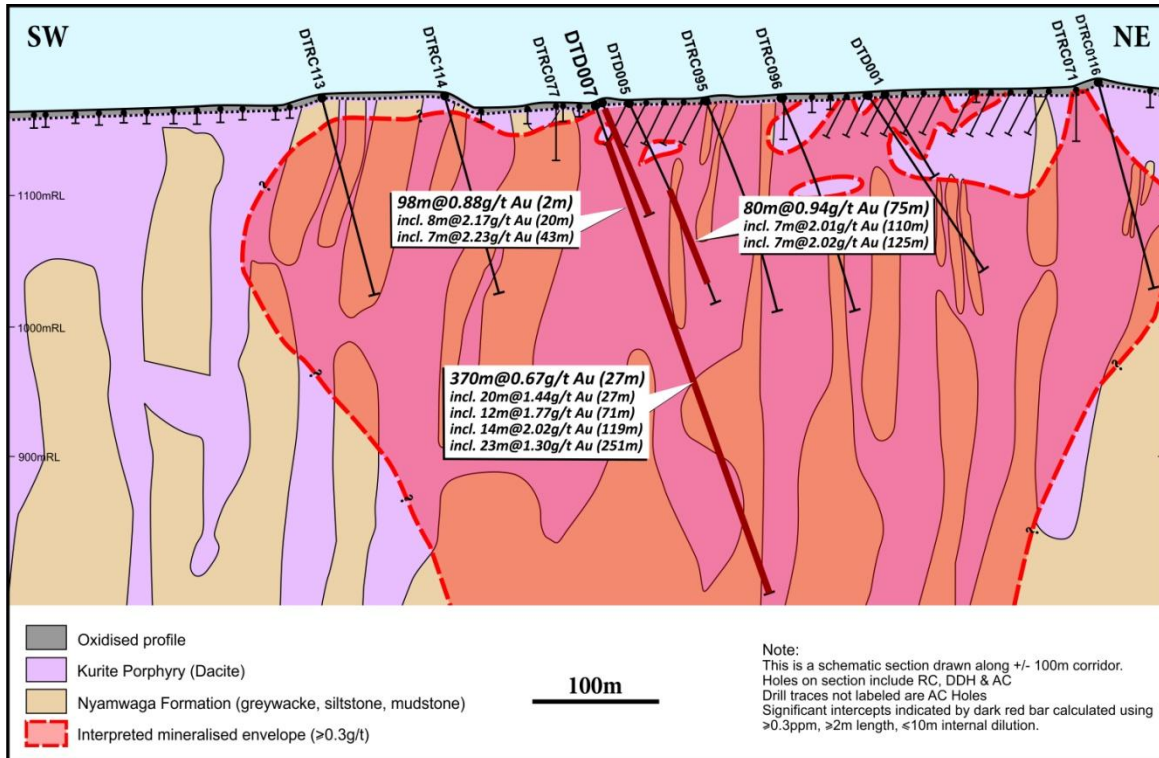 SW
NE
DTRC113
DTRC114
DTRC077
DTD007
DTD005
DTRC095
DTRC096
DTD001
DTRC071
DTRC0116
1100mRL
1000mRL
900mRL
98m@0.88g/t Au (2m)
incl. 8m@2.17g/t Au (20m)
incl. 7m@2.23g/t Au (43m)
80m@0.94g/t Au (75m)
incl. 7m@2.01g/t Au (110m)
incl. 7m@2.02g/t Au (125m)
370m@0.67g/t Au (27m)
incl. 20m@1.44g/t Au (27m)
incl. 12m@1.77g/t Au (71m)
incl. 14m@2.02g/t Au (119m)
incl. 23m@1.30g/t Au (251m)
?
?
?
?
?
?
?
Oxidised profile
Kurite Porphyry (Dacite)
Nyamwaga Formation (greywacke, siltstone, mudstone)
Interpreted mineralised envelope (≥0.3g/t)
100m
Note:
This is a schematic section drawn along +/- 100m corridor.
Holes on section include RC, DDH & AC
Drill traces not labeled are AC Holes
Significant intercepts indicated by dark red bar calculated using
≥0.3ppm, ≥2m length, ≤10m internal dilution.